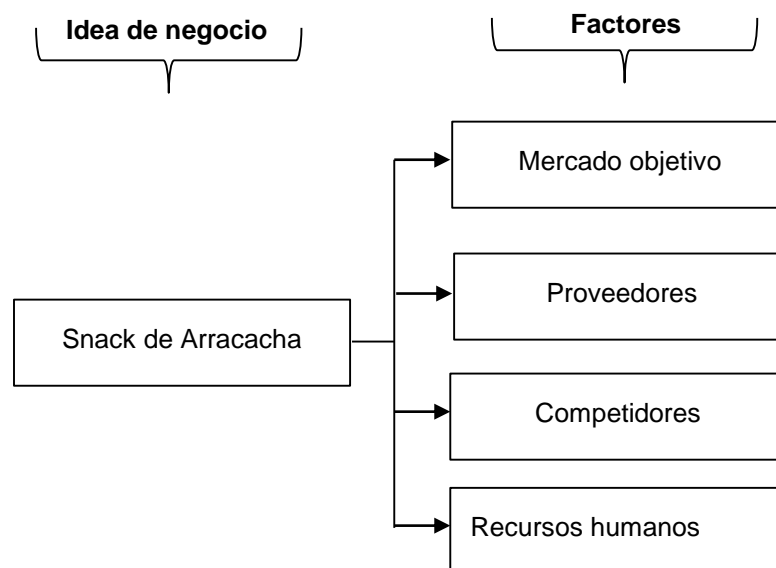 Idea de negocio
Factores
Mercado objetivo
Proveedores
Snack de Arracacha
Competidores
Recursos humanos